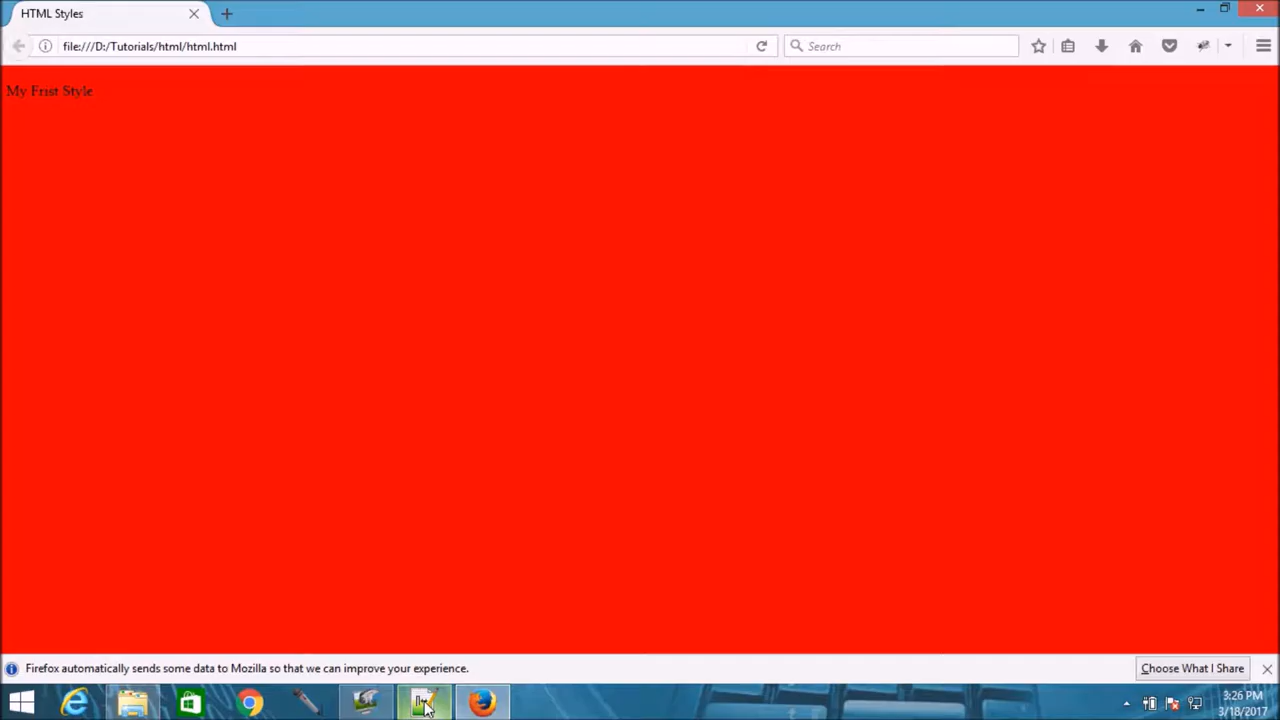 HTML Styles
file:///D:/Tutorials/html/html.html
Search
My Frist Style
Firefox automatically sends some data to Mozilla so that we can improve your experience.
Choose What I Share
3:26 PM
3/18/2017